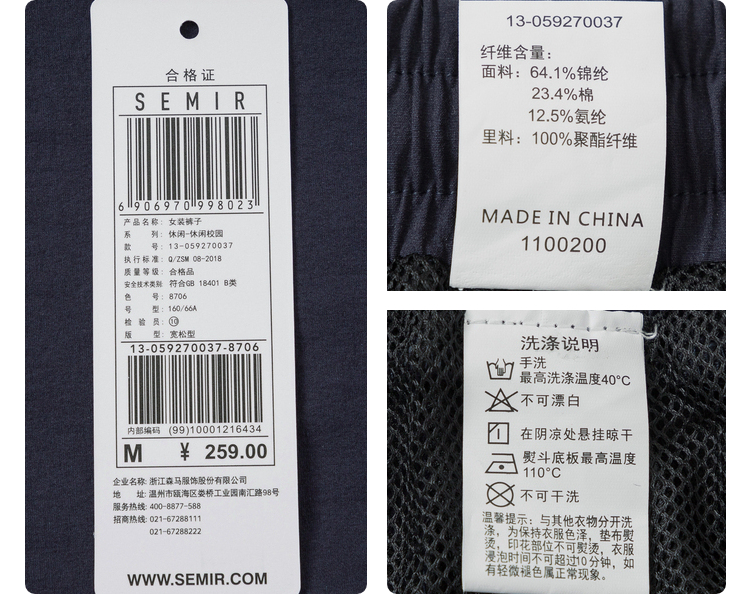 合格证
SEMIR
6 906970 998023
产品名称: 女装裤子
系 列: 休闲-休闲校园
款 号: 13-059270037
执行标准: Q/ZSM 08-2018
质量等级: 合格品
安全技术类别: 符合GB 18401 B类
色 号: 8706
号 型: 160/66A
检 验 员: ⑩
版 型: 宽松型
13-059270037-8706
内部编码 (99)10001216434
M ¥ 259.00
企业名称: 浙江森马服饰股份有限公司
地 址: 温州市瓯海区娄桥工业园南汇路98号
服务热线: 400-8877-588
招商热线: 021-67288111
021-67288222
WWW.SEMIR.COM
13-059270037
纤维含量:
面料: 64.1%锦纶
23.4%棉
12.5%氨纶
里料: 100%聚酯纤维
MADE IN CHINA
1100200
洗涤说明
手洗
最高洗涤温度40°C
不可漂白
在阴凉处悬挂晾干
熨斗底板最高温度
110°C
不可干洗
温馨提示: 与其他衣物分开洗
涤, 为保持衣服色泽, 垫布熨
烫, 印花部位不可熨烫, 衣服
浸泡时间不可超过10分钟, 如
有轻微褪色属正常现象。